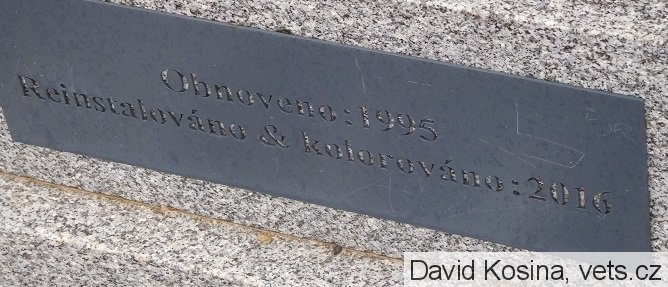 Obnoveno:1995
Reinstalováno & kolorováno:2016
David Kosina, vets.cz